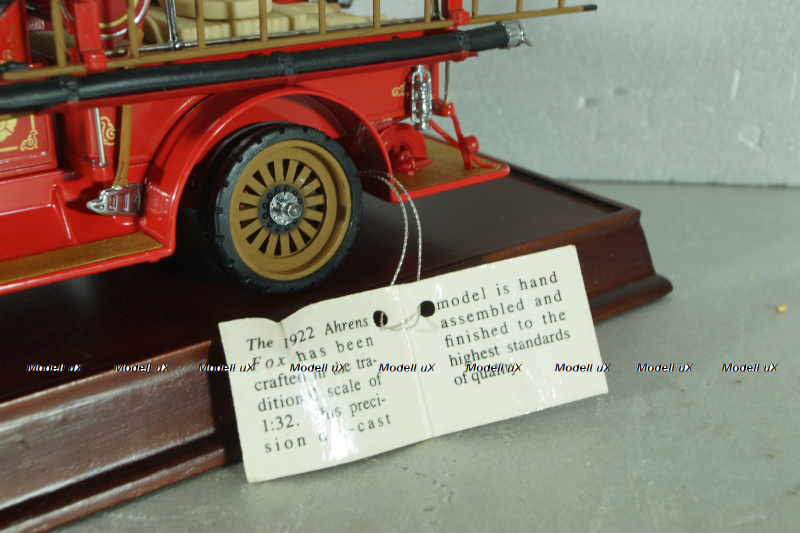 The 1922 Ahrens
Fox has been
crafted in the tra-
ditional scale of
1:32. This preci-
sion die-cast
model is hand
assembled and
finished to the
highest standards
of quality.
Modell uX Modell uX Modell uX Modell uX Modell uX Modell uX Modell uX Modell uX Modell uX